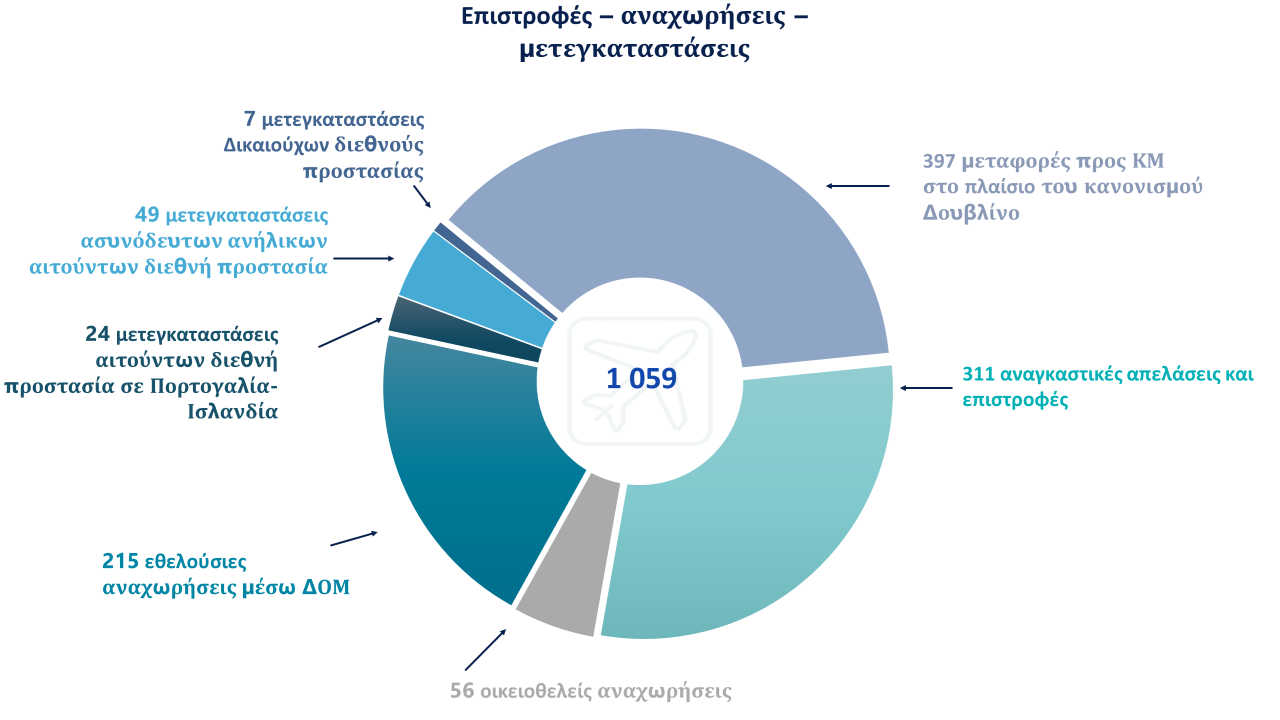 Επιστροφές – αναχωρήσεις –
μετεγκαταστάσεις
7 μετεγκαταστάσεις
Δικαιούχων διεθνούς
προστασίας
397 μεταφορές προς ΚΜ
στο πλαίσιο του κανονισμού
Δουβλίνο
49 μετεγκαταστάσεις
ασυνόδευτων ανήλικων
αιτούντων διεθνή προστασία
24 μετεγκαταστάσεις
αιτούντων διεθνή
προστασία σε Πορτογαλία-
Ισλανδία
1 059
311 αναγκαστικές απελάσεις και
επιστροφές
215 εθελούσιες
αναχωρήσεις μέσω ΔΟΜ
56 οικειοθελείς αναχωρήσεις